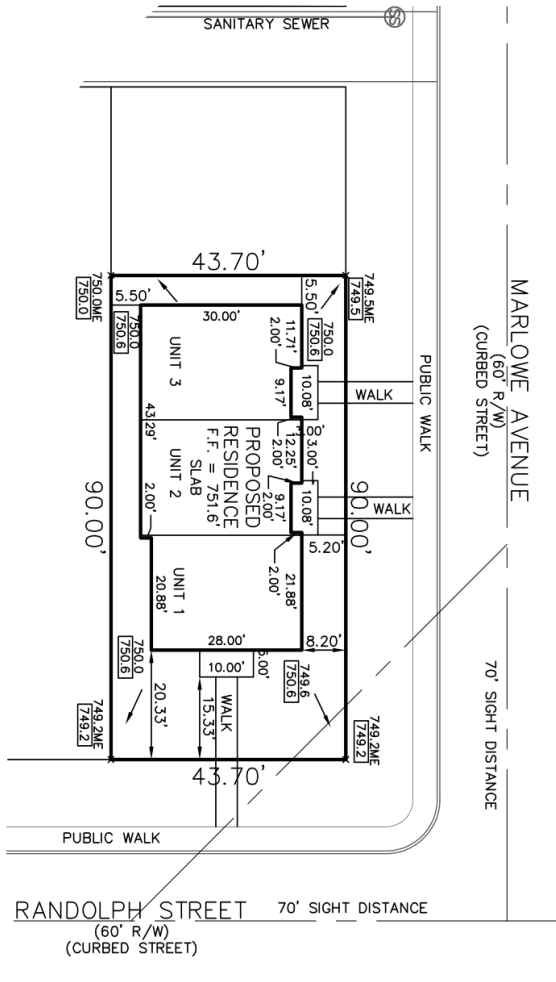 SANITARY SEWER
MARLOWE AVENUE
(60' R/W)
(CURBED STREET)
PUBLIC WALK
43.70'
750.0ME
750.0
749.5ME
749.5
5.50'
5.50'
750.0
750.6
750.0
750.6
30.00'
11.71'
2.00'
UNIT 3
10.08'
9.17'
WALK
3.00'
12.25'
2.00'
3.00'
43.29'
PROPOSED
RESIDENCE
F.F. = 751.6'
SLAB
UNIT 2
2.00'
9.17'
10.08'
WALK
90.00'
90.00'
2.00'
5.20'
2.00'
UNIT 1
20.88'
21.88'
28.00'
8.20'
750.0
750.6
10.00'
749.6
750.6
20.33'
15.33'
WALK
749.2ME
749.2
749.2ME
749.2
43.70'
70' SIGHT DISTANCE
PUBLIC WALK
RANDOLPH STREET
70' SIGHT DISTANCE
(60' R/W)
(CURBED STREET)